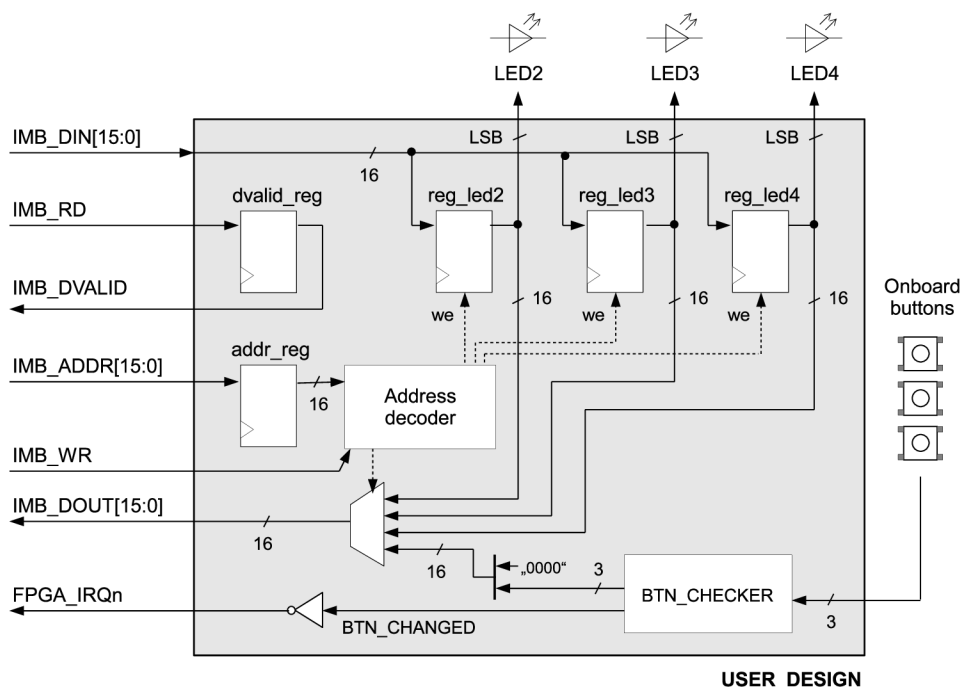 LED2
LED3
LED4
IMB_DIN[15:0]
LSB
LSB
LSB
16
IMB_RD
dvalid_reg
reg_led2
reg_led3
reg_led4
IMB_DVALID
we
16
we
16
we
16
Onboard
buttons
IMB_ADDR[15:0]
addr_reg
16
Address
decoder
IMB_WR
IMB_DOUT[15:0]
16
16
„0000“
3
FPGA_IRQn
BTN_CHANGED
BTN_CHECKER
3
USER DESIGN